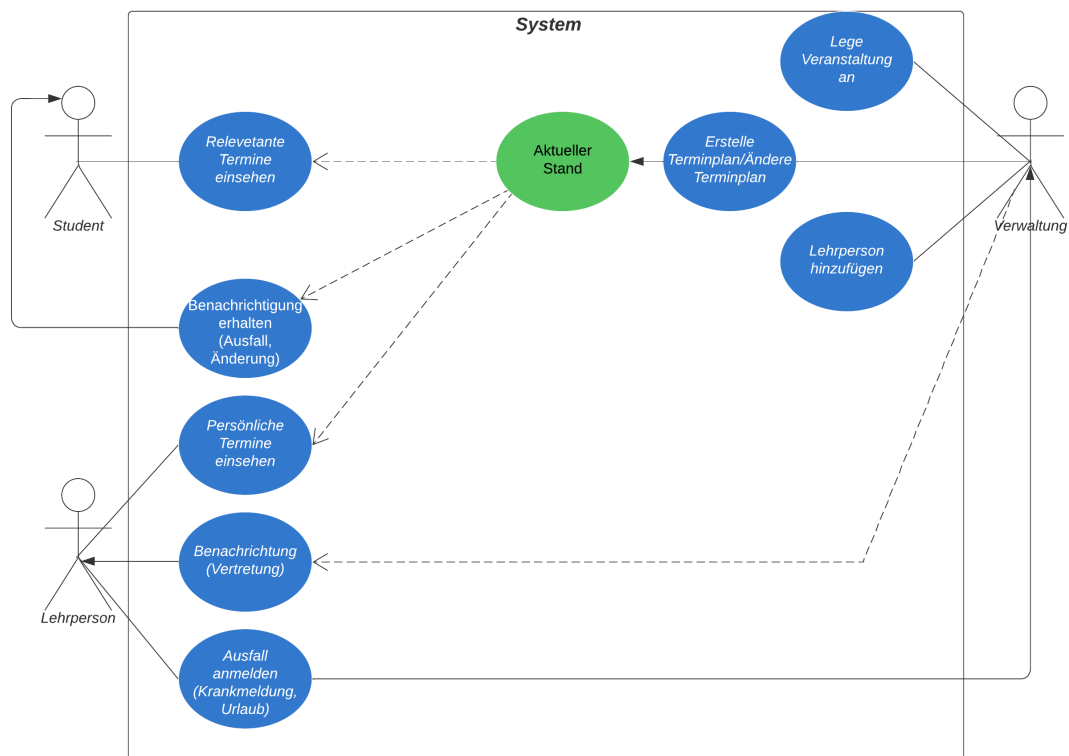 System
Lege
Veranstaltung
an
Relevetante
Termine
einsehen
Aktueller
Stand
Erstelle
Terminplan/Ändere
Terminplan
Student
Verwaltung
Lehrperson
hinzufügen
Benachrichtigung
erhalten
(Ausfall,
Änderung)
Persönliche
Termine
einsehen
Benachrichtung
(Vertretung)
Lehrperson
Ausfall
anmelden
(Krankmeldung,
Urlaub)